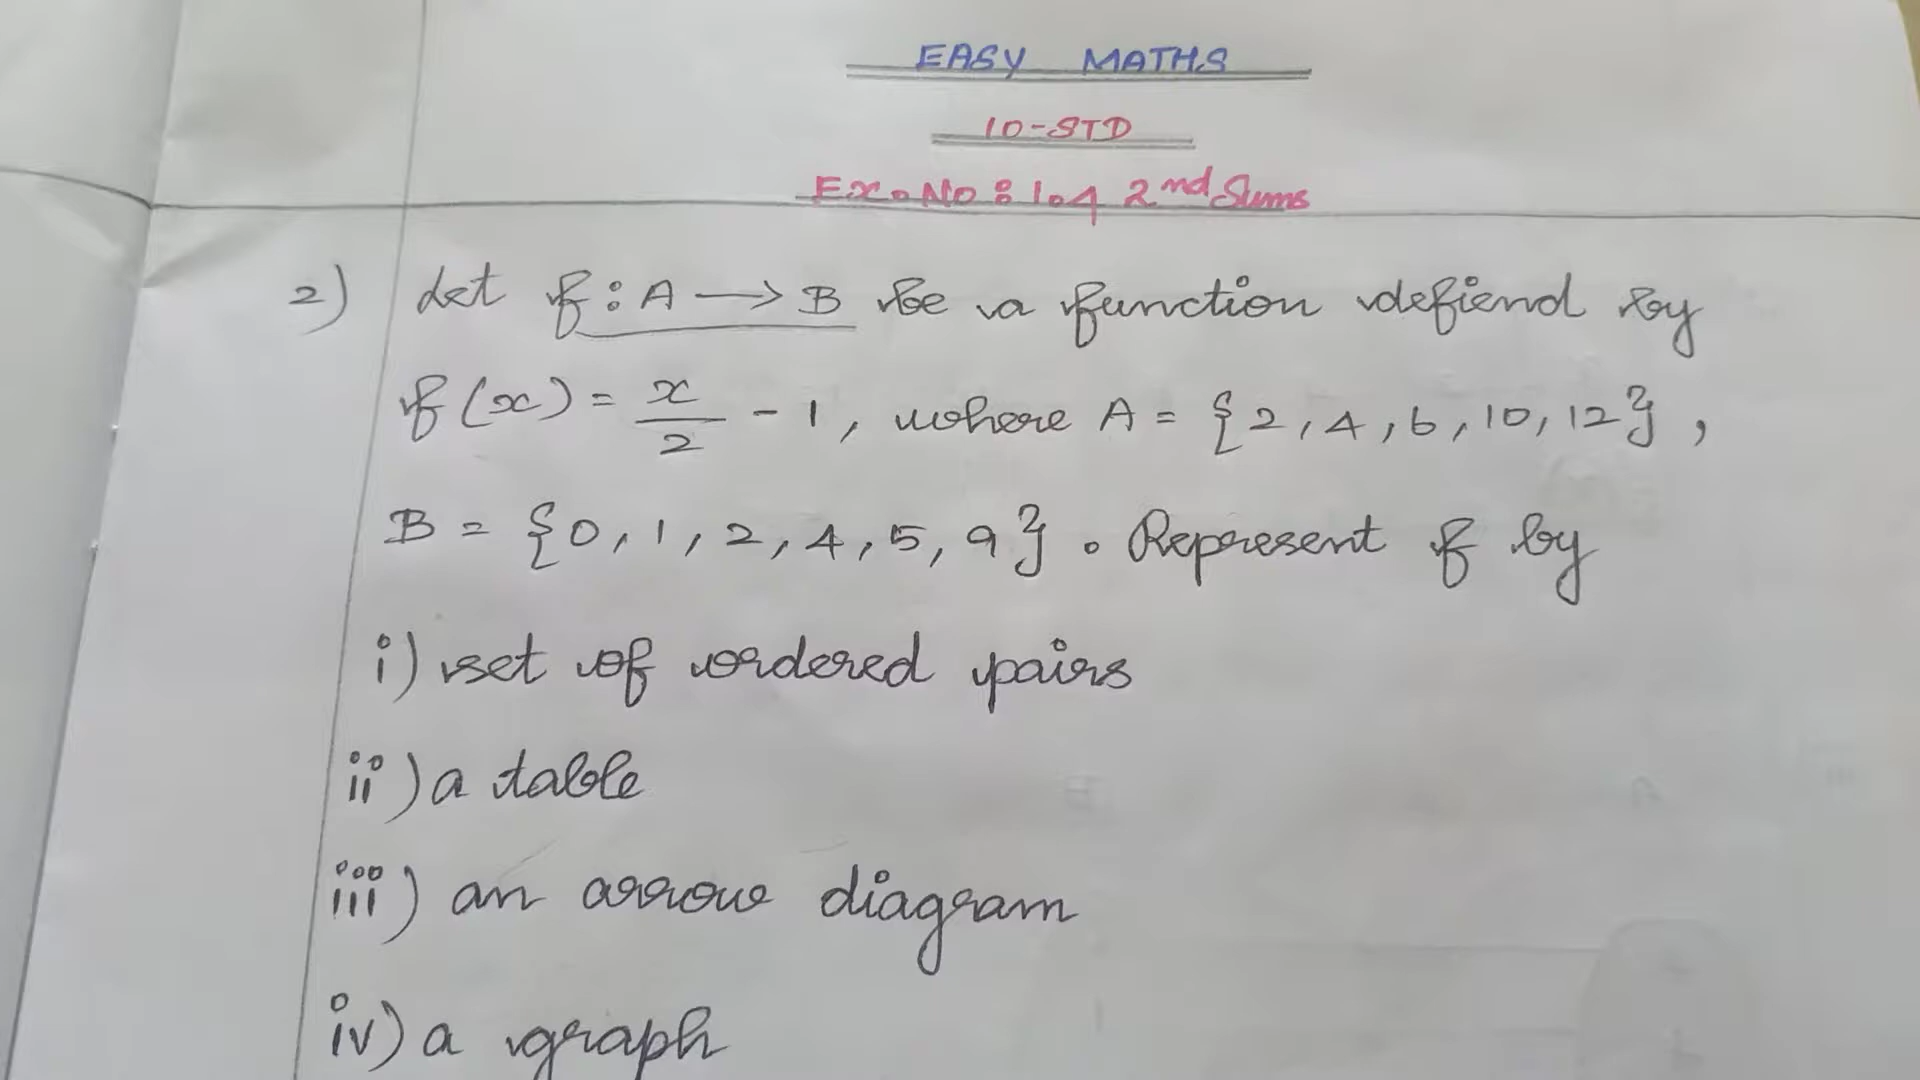 EASY MATHS
10-STD
Ex.No: 1.4 2nd Sums
2) Let f: A → B be a function defiend by
f(x) = x/2 - 1, where A = {2, 4, 6, 10, 12},
B = {0, 1, 2, 4, 5, 9}. Represent f by
i) set of ordered pairs
ii) a table
iii) an arrow diagram
iv) a graph